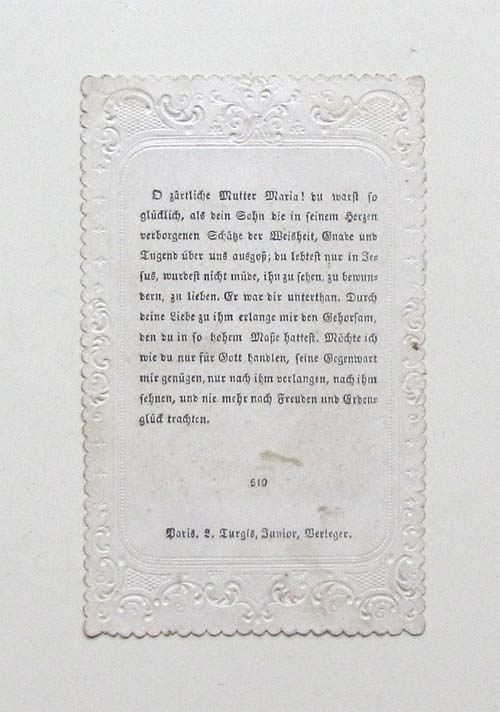 O zärtliche Mutter Maria! du warst so
glücklich, als dein Sohn die in seinem Herzen
verborgenen Schätze der Weisheit, Gnade und
Tugend über uns ausgoß; du lebtest nur in Je-
sus, wurdest nicht müde, ihn zu sehen, zu bewun-
dern, zu lieben. Er war dir unterthan. Durch
deine Liebe zu ihm erlange mir den Gehorsam,
den du in so hohem Maße hattest. Möchte ich
wie du nur für Gott handlen, seine Gegenwart
mir genügen, nur nach ihm verlangen, nach ihm
sehnen, und nie mehr nach Freuden und Erden-
glück trachten.
510
Paris. L. Turgis, Junior, Verleger.